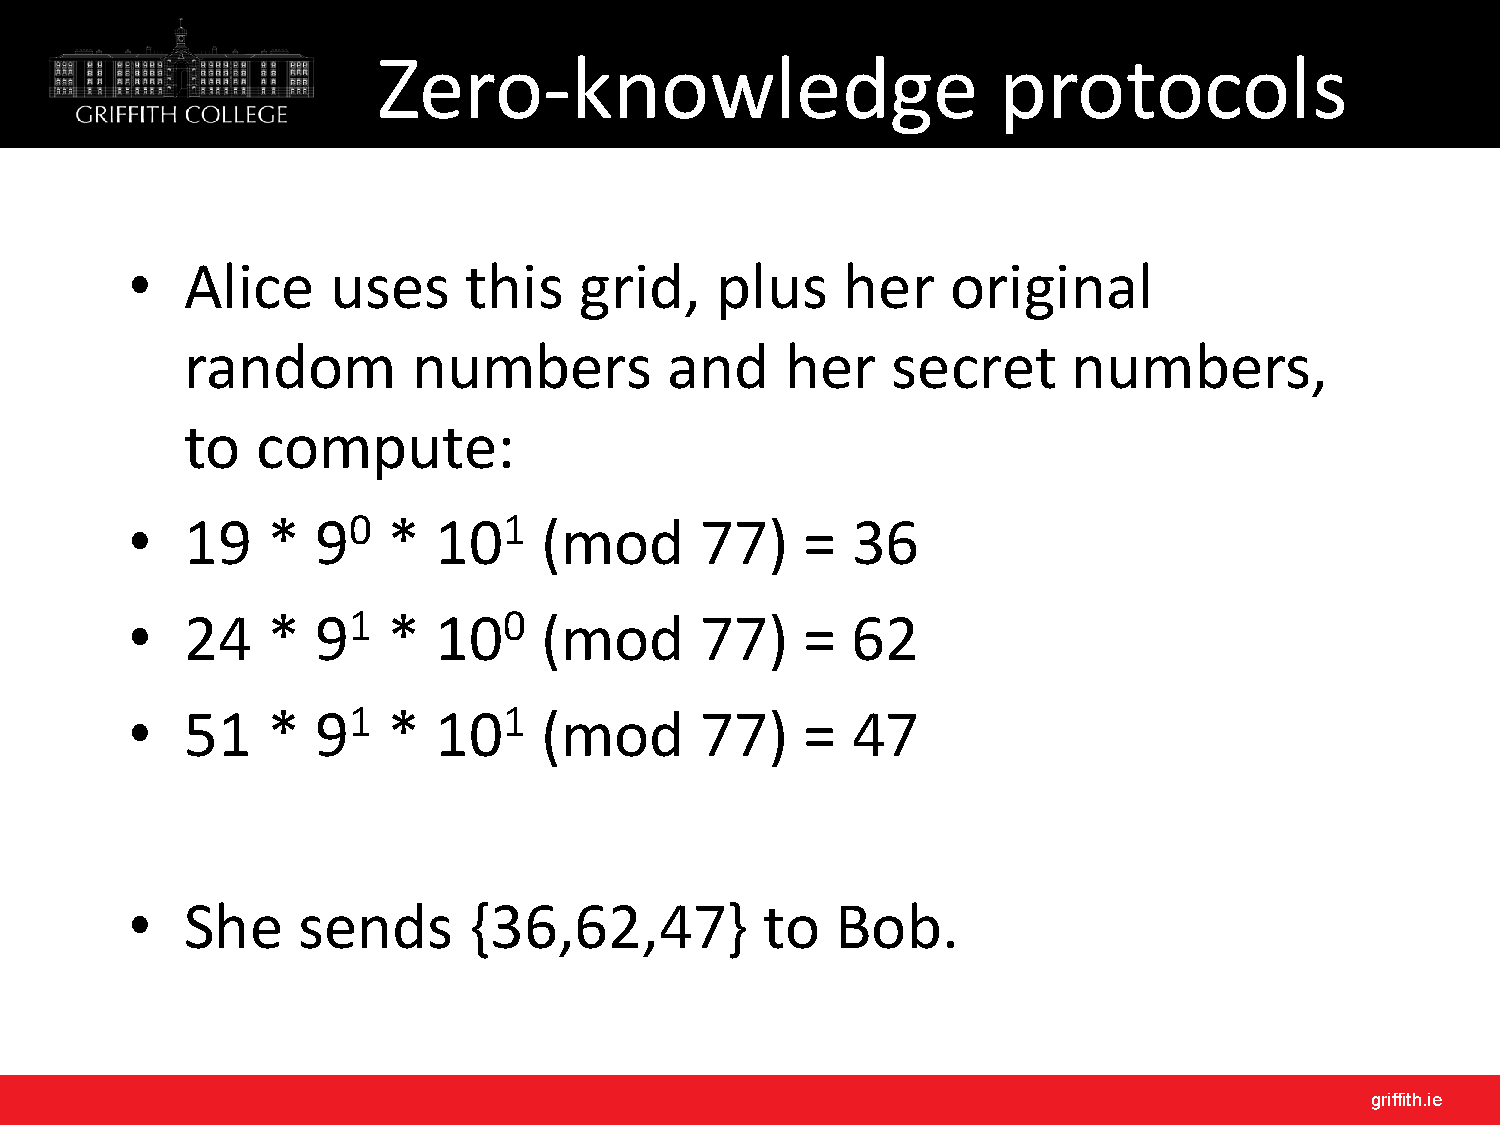 GRIFFITH COLLEGE
Zero-knowledge protocols
• Alice uses this grid, plus her original
random numbers and her secret numbers,
to compute:
• 19 * 9⁰ * 10¹ (mod 77) = 36
• 24 * 9¹ * 10⁰ (mod 77) = 62
• 51 * 9¹ * 10¹ (mod 77) = 47
• She sends {36,62,47} to Bob.
griffith.ie